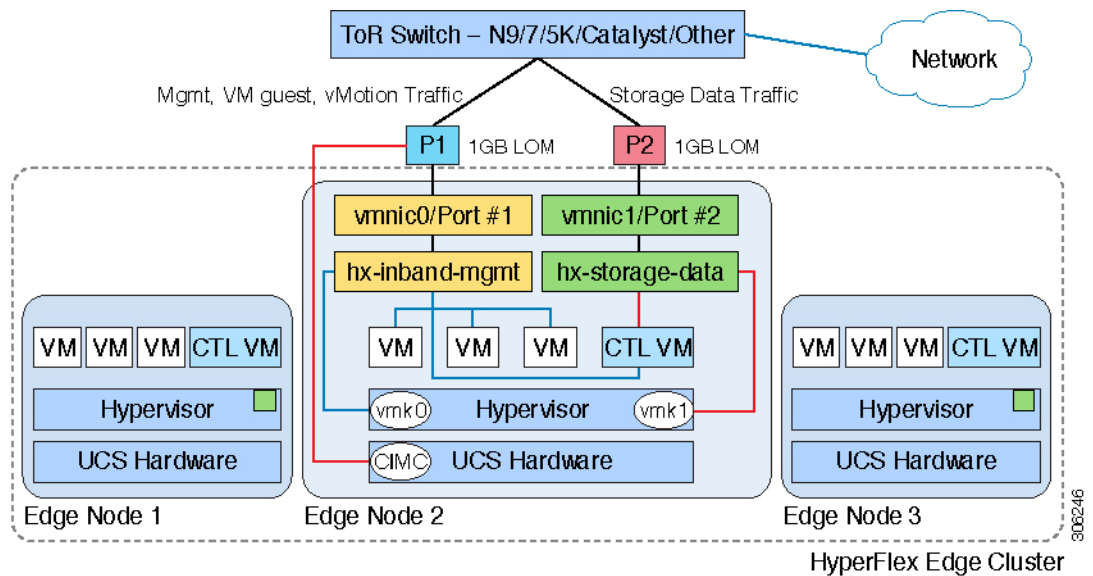 ToR Switch – N9/7/5K/Catalyst/Other
Network
Mgmt, VM guest, vMotion Traffic
Storage Data Traffic
P1
1GB LOM
P2
1GB LOM
vmnic0/Port #1
vmnic1/Port #2
hx-inband-mgmt
hx-storage-data
VM
VM
VM
CTL VM
Hypervisor
UCS Hardware
Edge Node 1
VM
VM
VM
CTL VM
vmk0
Hypervisor
vmk1
CIMC
UCS Hardware
Edge Node 2
VM
VM
VM
CTL VM
Hypervisor
UCS Hardware
Edge Node 3
306246
HyperFlex Edge Cluster